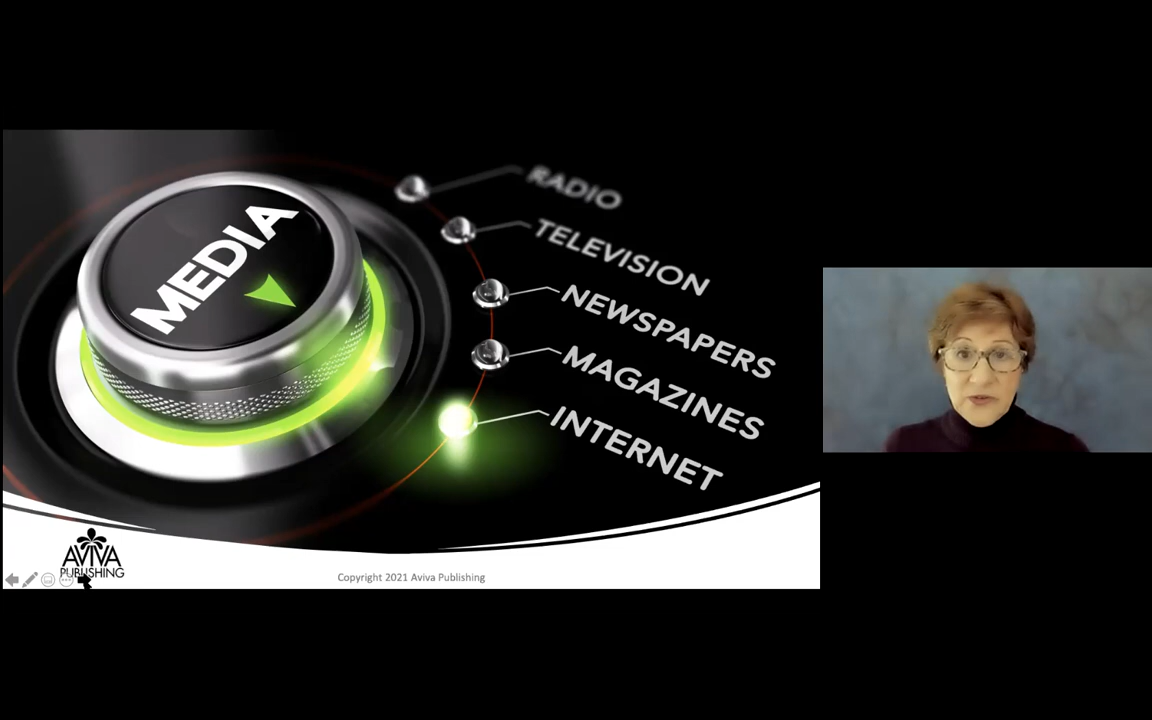 MEDIA
RADIO
TELEVISION
NEWSPAPERS
MAGAZINES
INTERNET
AVIVA
PUBLISHING
Copyright 2021 Aviva Publishing